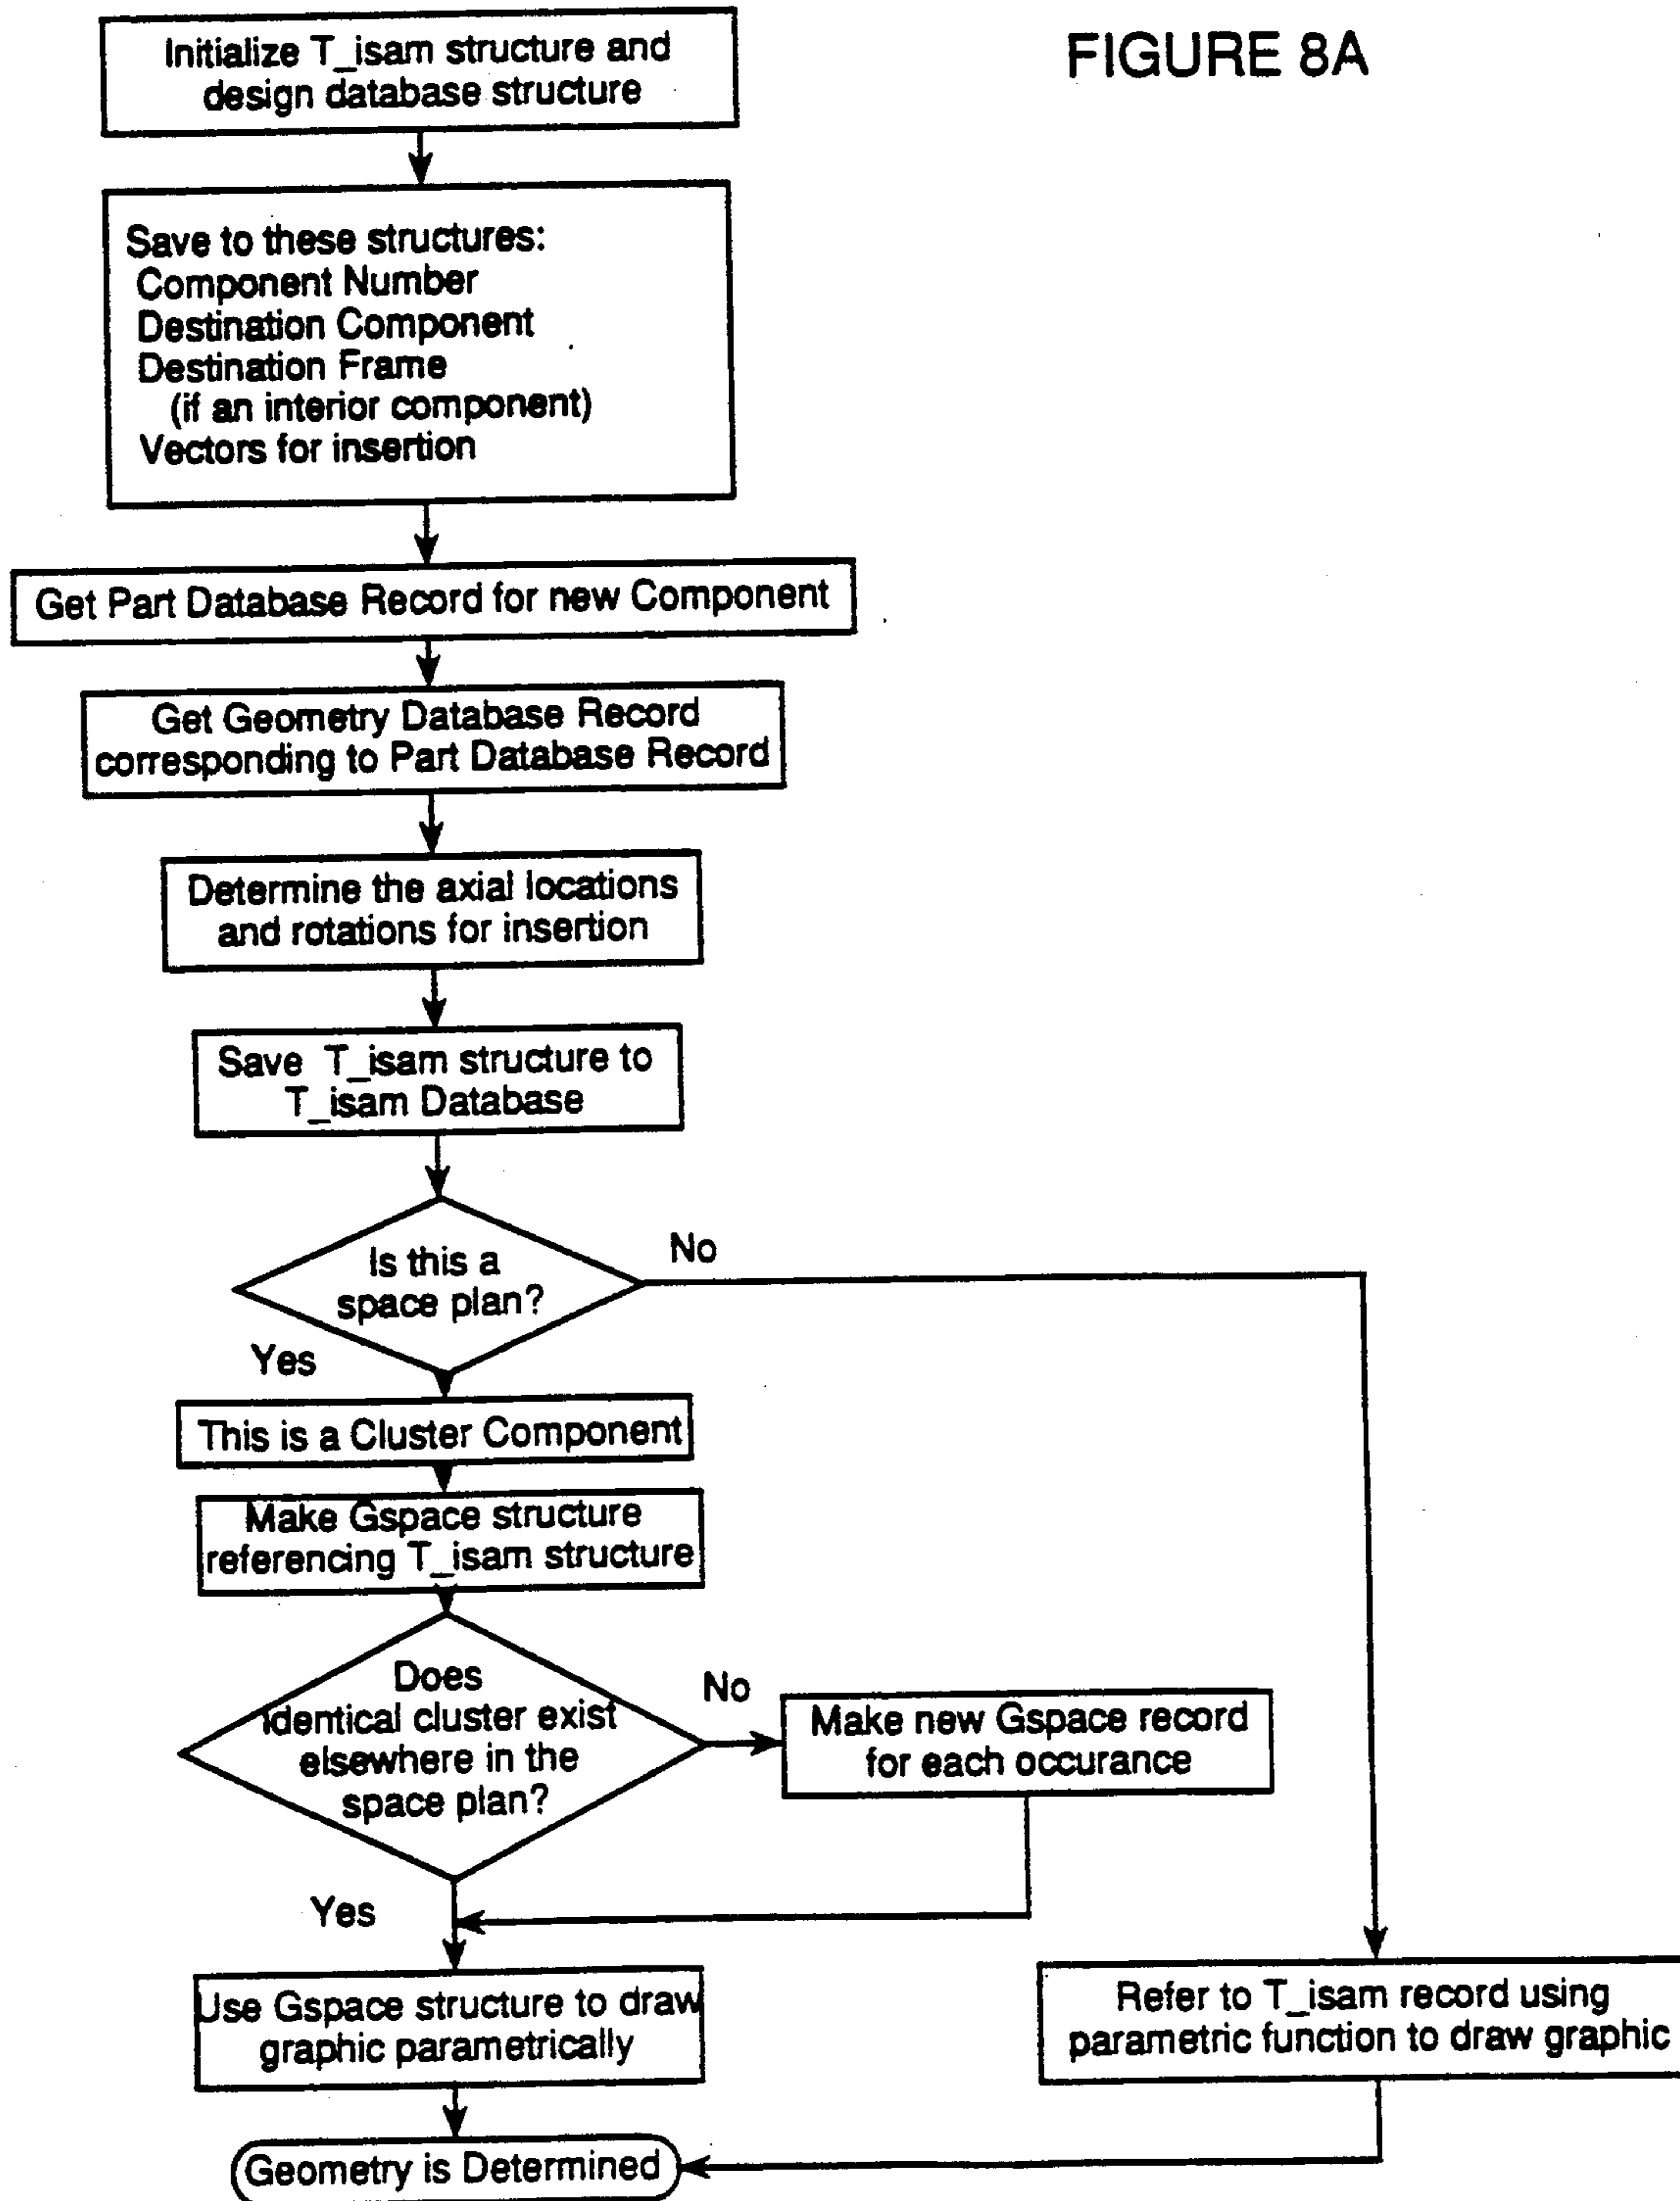 FIGURE 8A
Initialize T_isam structure and
design database structure
Save to these structures:
Component Number
Destination Component
Destination Frame
(if an interior component)
Vectors for insertion
Get Part Database Record for new Component
Get Geometry Database Record
corresponding to Part Database Record
Determine the axial locations
and rotations for insertion
Save T_isam structure to
T_isam Database
Is this a
space plan?
No
Yes
This is a Cluster Component
Make Gspace structure
referencing T_isam structure
Does
identical cluster exist
elsewhere in the
space plan?
No
Make new Gspace record
for each occurance
Yes
Use Gspace structure to draw
graphic parametrically
Refer to T_isam record using
parametric function to draw graphic
Geometry is Determined